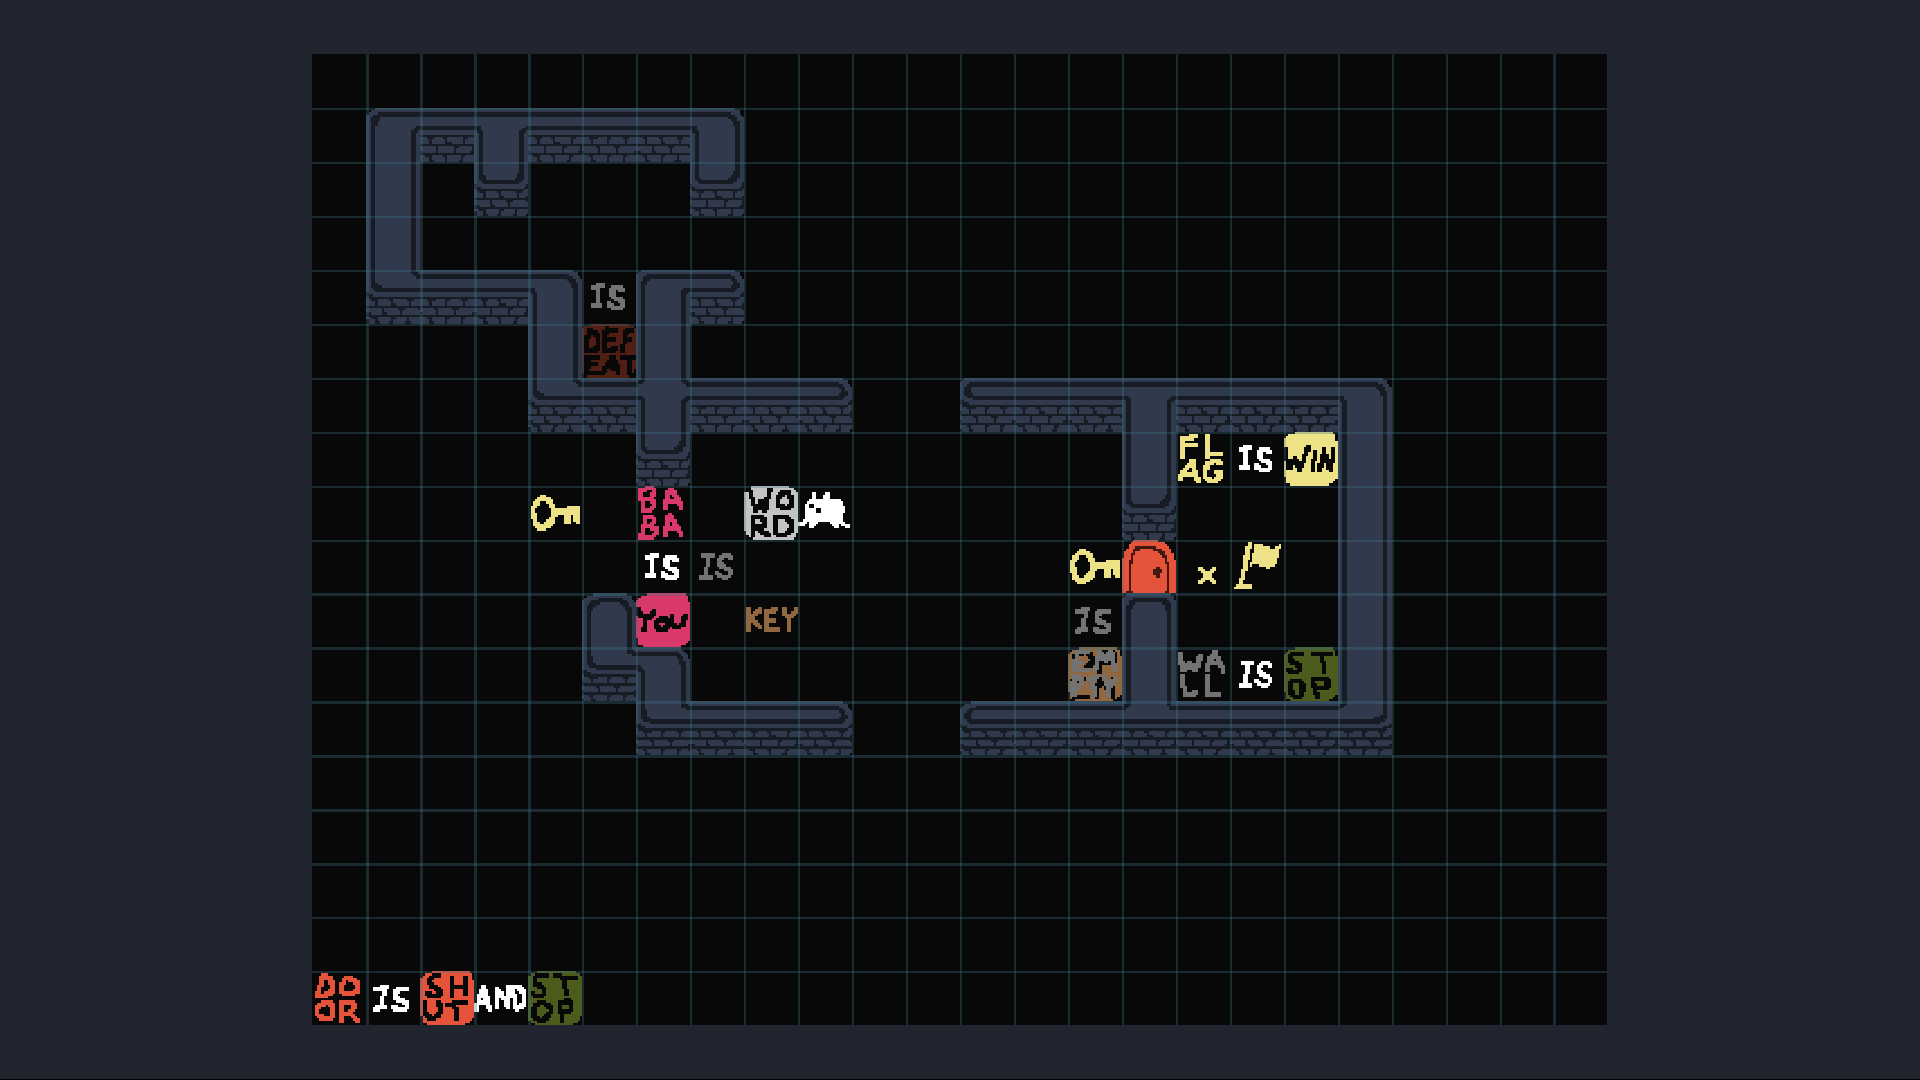 IS
DEFEAT
FLAG IS WIN
BABA WORD
IS IS
YOU KEY IS
WALL IS STOP
DOOR IS SHUT AND STOP